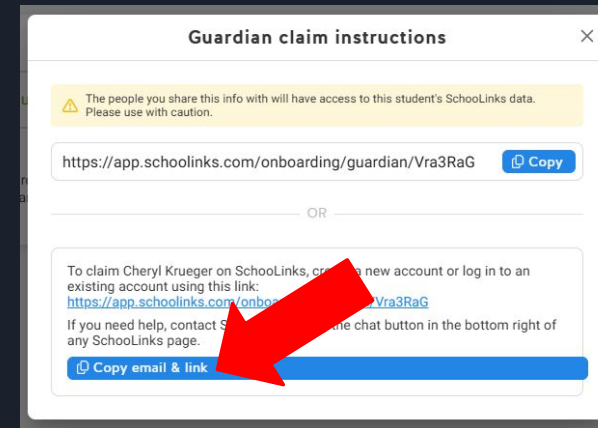 Guardian claim instructions
The people you share this info with will have access to this student's SchooLinks data.
Please use with caution.
https://app.schoolinks.com/onboarding/guardian/Vra3RaG
Copy
OR
To claim Cheryl Krueger on SchooLinks, new account or log in to an
existing account using this link:
https://app.schoolinks.com/onboa /Vra3RaG
If you need help, contact the chat button in the bottom right of
any SchooLinks page.
Copy email & link